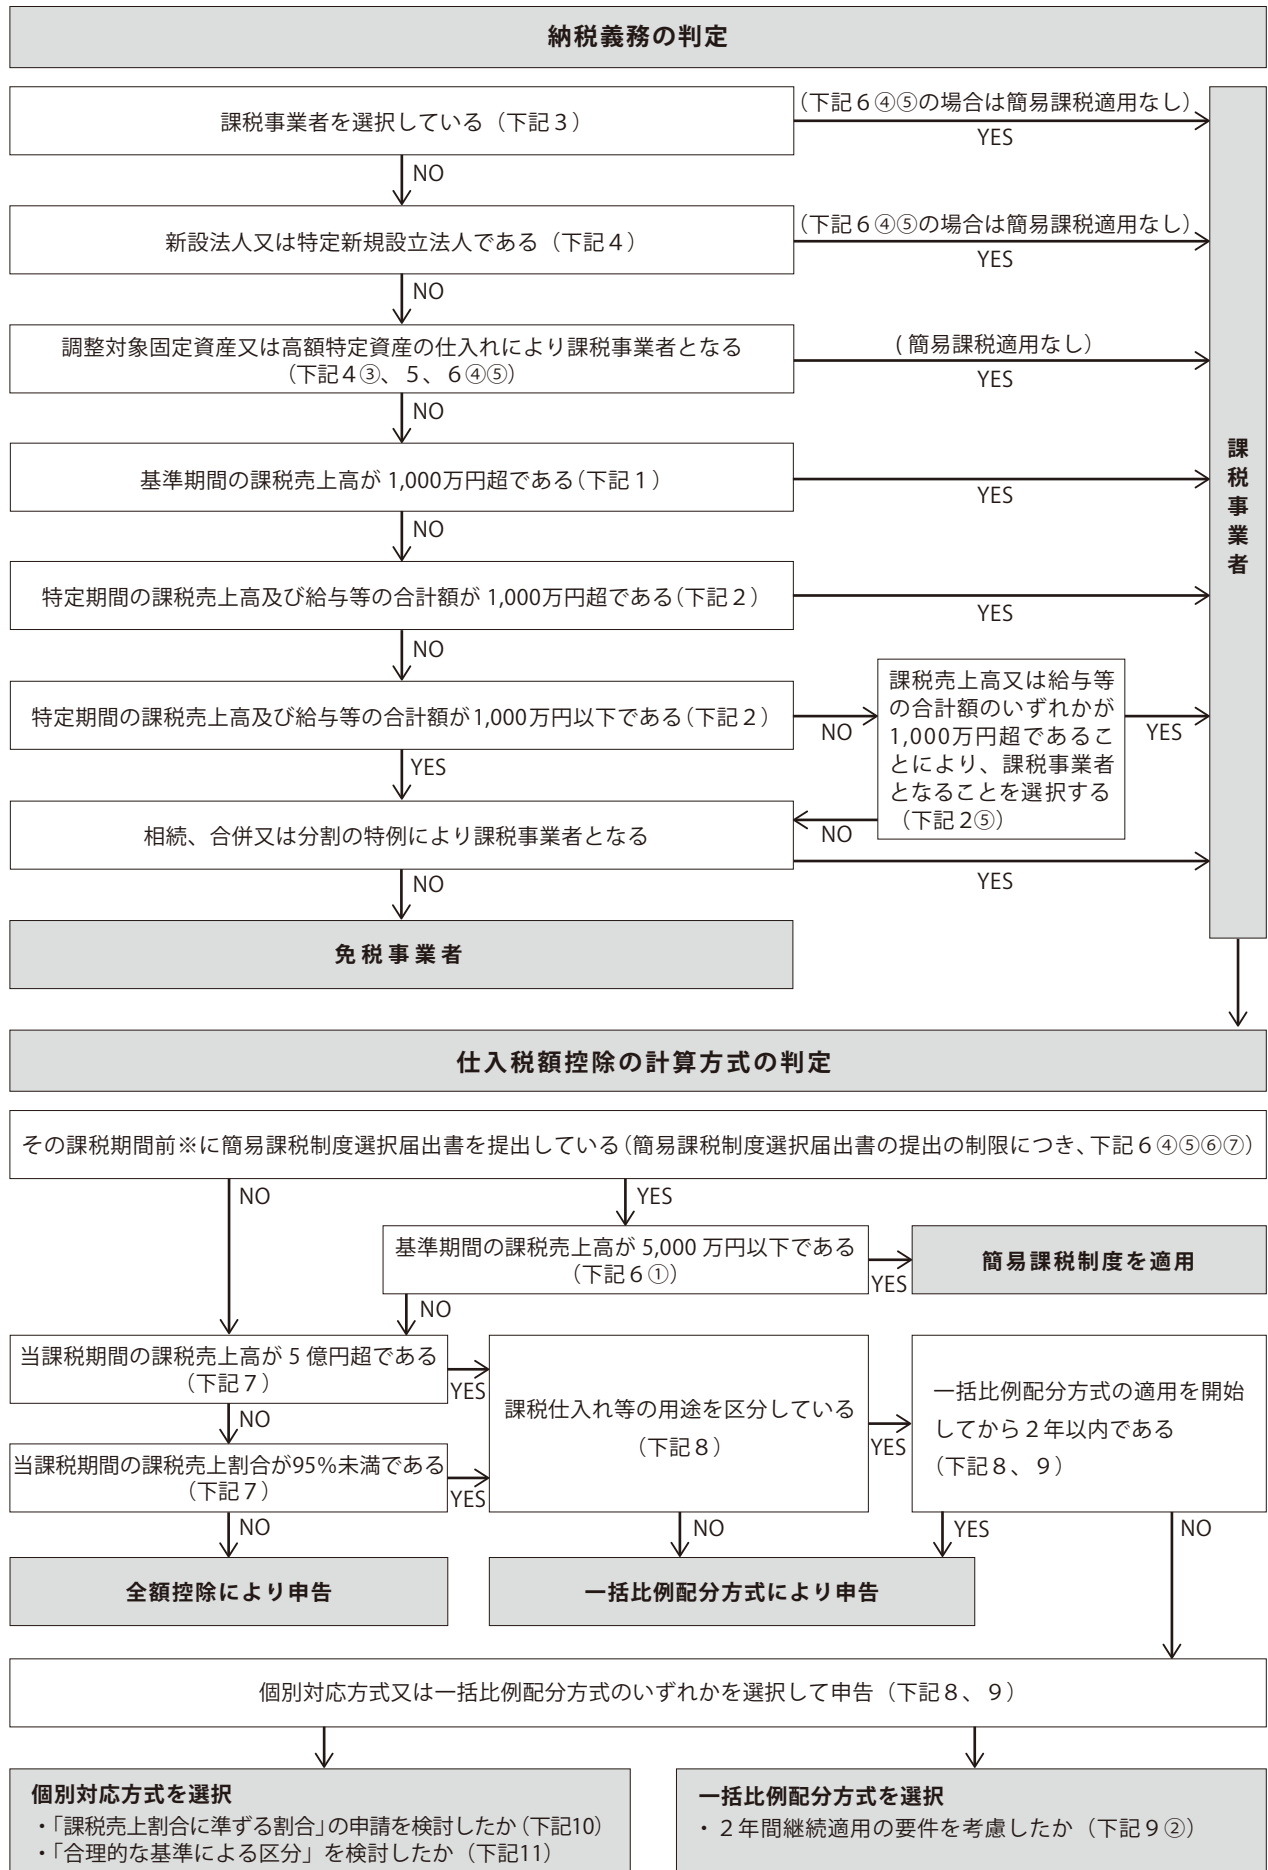 納税義務の判定
課税事業者を選択している（下記３）
（下記６④⑤の場合は簡易課税適用なし）
YES
NO
新設法人又は特定新規設立法人である（下記４）
（下記６④⑤の場合は簡易課税適用なし）
YES
NO
調整対象固定資産又は高額特定資産の仕入れにより課税事業者となる
（下記４③、５、６④⑤）
（簡易課税適用なし）
YES
NO
基準期間の課税売上高が 1,000万円超である（下記１）
YES
NO
特定期間の課税売上高及び給与等の合計額が 1,000万円超である（下記２）
YES
NO
特定期間の課税売上高及び給与等の合計額が1,000万円以下である（下記２）
NO
課税売上高又は給与等
の合計額のいずれかが
1,000万円超であるこ
とにより、課税事業者
となることを選択する
（下記２⑤）
YES
YES
NO
相続、合併又は分割の特例により課税事業者となる
YES
NO
課税事業者
免税事業者
仕入税額控除の計算方式の判定
その課税期間前※に簡易課税制度選択届出書を提出している（簡易課税制度選択届出書の提出の制限につき、下記６④⑤⑥⑦）
NO
YES
基準期間の課税売上高が 5,000 万円以下である
（下記６①）
YES
簡易課税制度を適用
NO
当課税期間の課税売上高が５億円超である
（下記７）
YES
NO
当課税期間の課税売上割合が95%未満である
（下記７）
YES
NO
課税仕入れ等の用途を区分している
（下記８）
YES
NO
一括比例配分方式の適用を開始
してから２年以内である
（下記８、９）
YES
NO
全額控除により申告
一括比例配分方式により申告
個別対応方式又は一括比例配分方式のいずれかを選択して申告（下記８、９）
個別対応方式を選択
・「課税売上割合に準ずる割合」の申請を検討したか（下記10）
・「合理的な基準による区分」を検討したか（下記11）
一括比例配分方式を選択
・２年間継続適用の要件を考慮したか（下記９②）